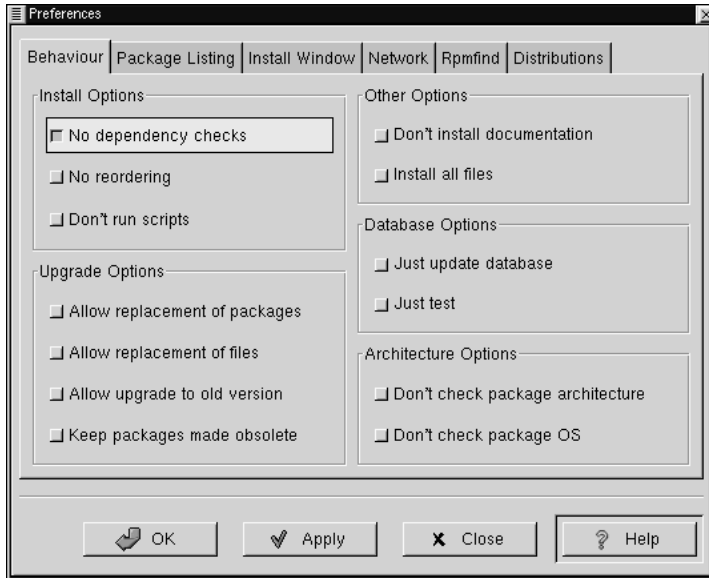 Preferences
Behaviour Package Listing Install Window Network Rpmfind Distributions
Install Options
No dependency checks
No reordering
Don't run scripts
Upgrade Options
Allow replacement of packages
Allow replacement of files
Allow upgrade to old version
Keep packages made obsolete
Other Options
Don't install documentation
Install all files
Database Options
Just update database
Just test
Architecture Options
Don't check package architecture
Don't check package OS
OK Apply Close Help